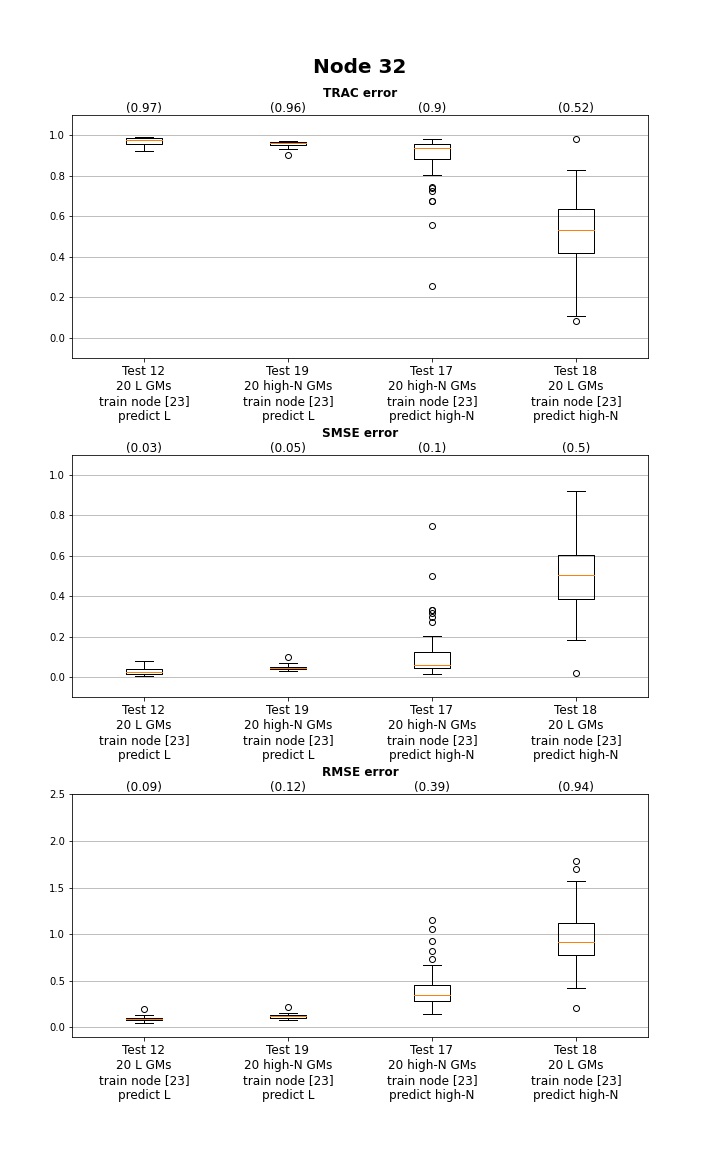 Node 32
TRAC error
(0.97) (0.96) (0.9) (0.52)
1.0
0.8
0.6
0.4
0.2
0.0
Test 12 Test 19 Test 17 Test 18
20 L GMs 20 high-N GMs 20 high-N GMs 20 L GMs
train node [23] train node [23] train node [23] train node [23]
predict L predict L predict high-N predict high-N
SMSE error
(0.03) (0.05) (0.1) (0.5)
1.0
0.8
0.6
0.4
0.2
0.0
Test 12 Test 19 Test 17 Test 18
20 L GMs 20 high-N GMs 20 high-N GMs 20 L GMs
train node [23] train node [23] train node [23] train node [23]
predict L predict L predict high-N predict high-N
RMSE error
(0.09) (0.12) (0.39) (0.94)
2.5
2.0
1.5
1.0
0.5
0.0
Test 12 Test 19 Test 17 Test 18
20 L GMs 20 high-N GMs 20 high-N GMs 20 L GMs
train node [23] train node [23] train node [23] train node [23]
predict L predict L predict high-N predict high-N